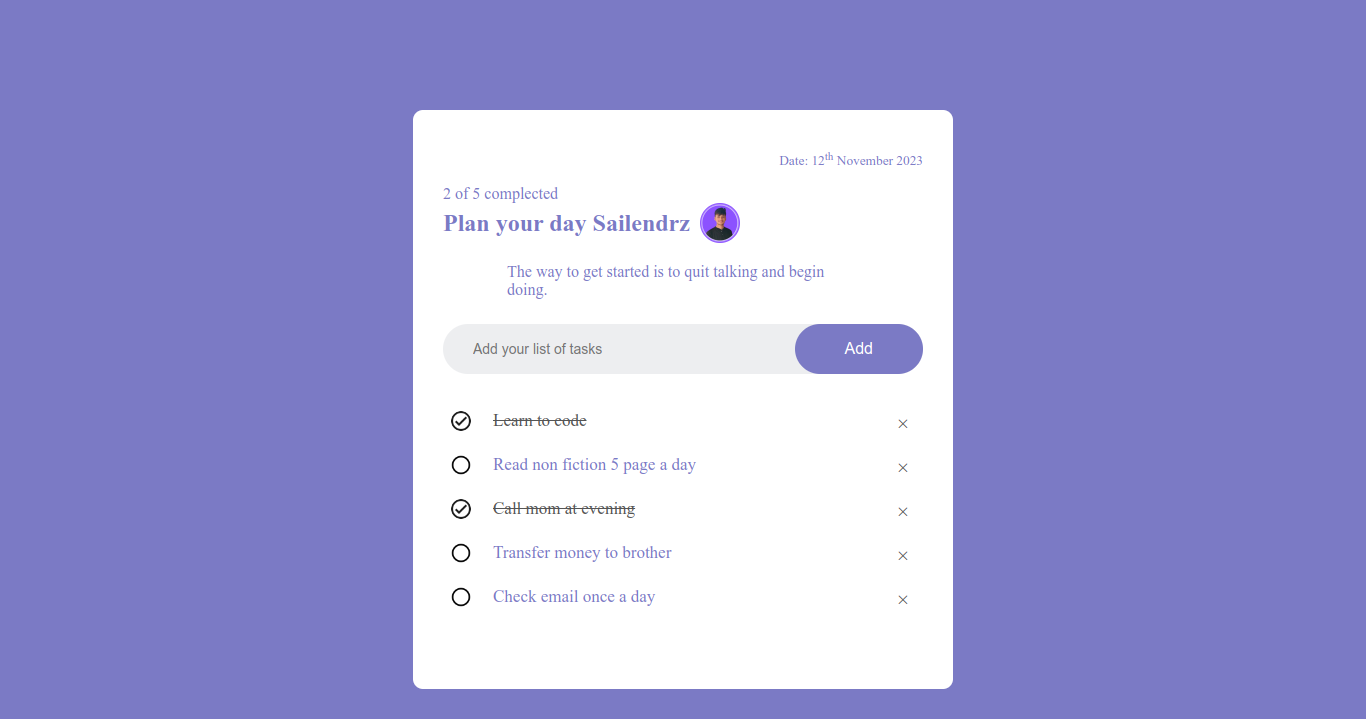 Date: 12th November 2023
2 of 5 complected
Plan your day Sailendrz
The way to get started is to quit talking and begin
doing.
Add your list of tasks
Add
Learn to code
Read non fiction 5 page a day
Call mom at evening
Transfer money to brother
Check email once a day